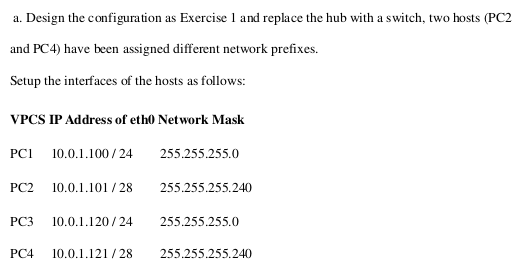 a. Design the configuration as Exercise 1 and replace the hub with a switch, two hosts (PC2
and PC4) have been assigned different network prefixes.
Setup the interfaces of the hosts as follows:
VPCS IP Address of eth0 Network Mask
PC1 10.0.1.100 / 24 255.255.255.0
PC2 10.0.1.101 / 28 255.255.255.240
PC3 10.0.1.120 / 24 255.255.255.0
PC4 10.0.1.121 / 28 255.255.255.240